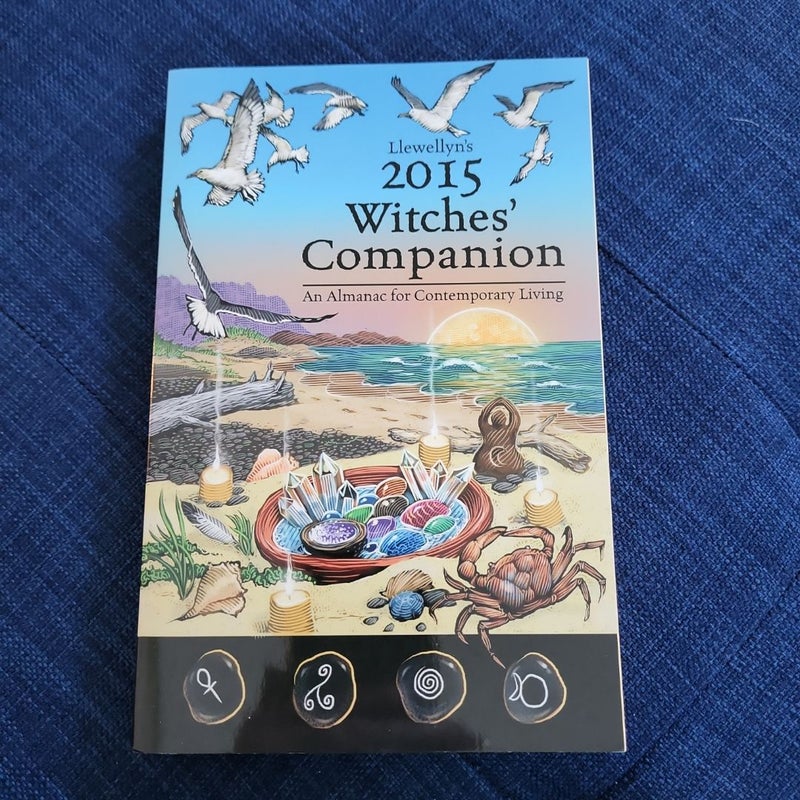 Llewellyn's
2015
Witches'
Companion
An Almanac for Contemporary Living